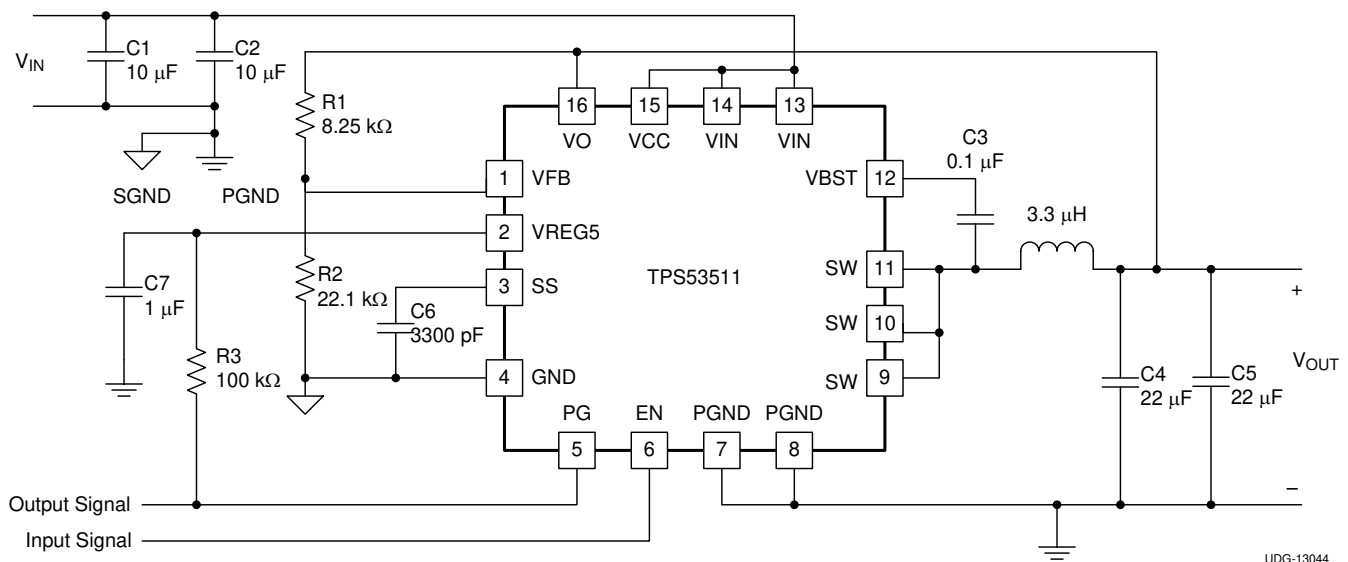 VIN
C1
10 μF
C2
10 μF
R1
8.25 kΩ
16
15
14
13
VO
VCC
VIN
VIN
C3
0.1 μF
SGND
PGND
1
VFB
VBST
12
2
VREG5
3.3 μH
C7
1 μF
R2
22.1 kΩ
3
SS
TPS53511
SW
11
C6
3300 pF
SW
10
+
R3
100 kΩ
4
GND
SW
9
C4
22 μF
C5
22 μF
VOUT
PG
EN
PGND
PGND
5
6
7
8
–
Output Signal
Input Signal
UDG-13044